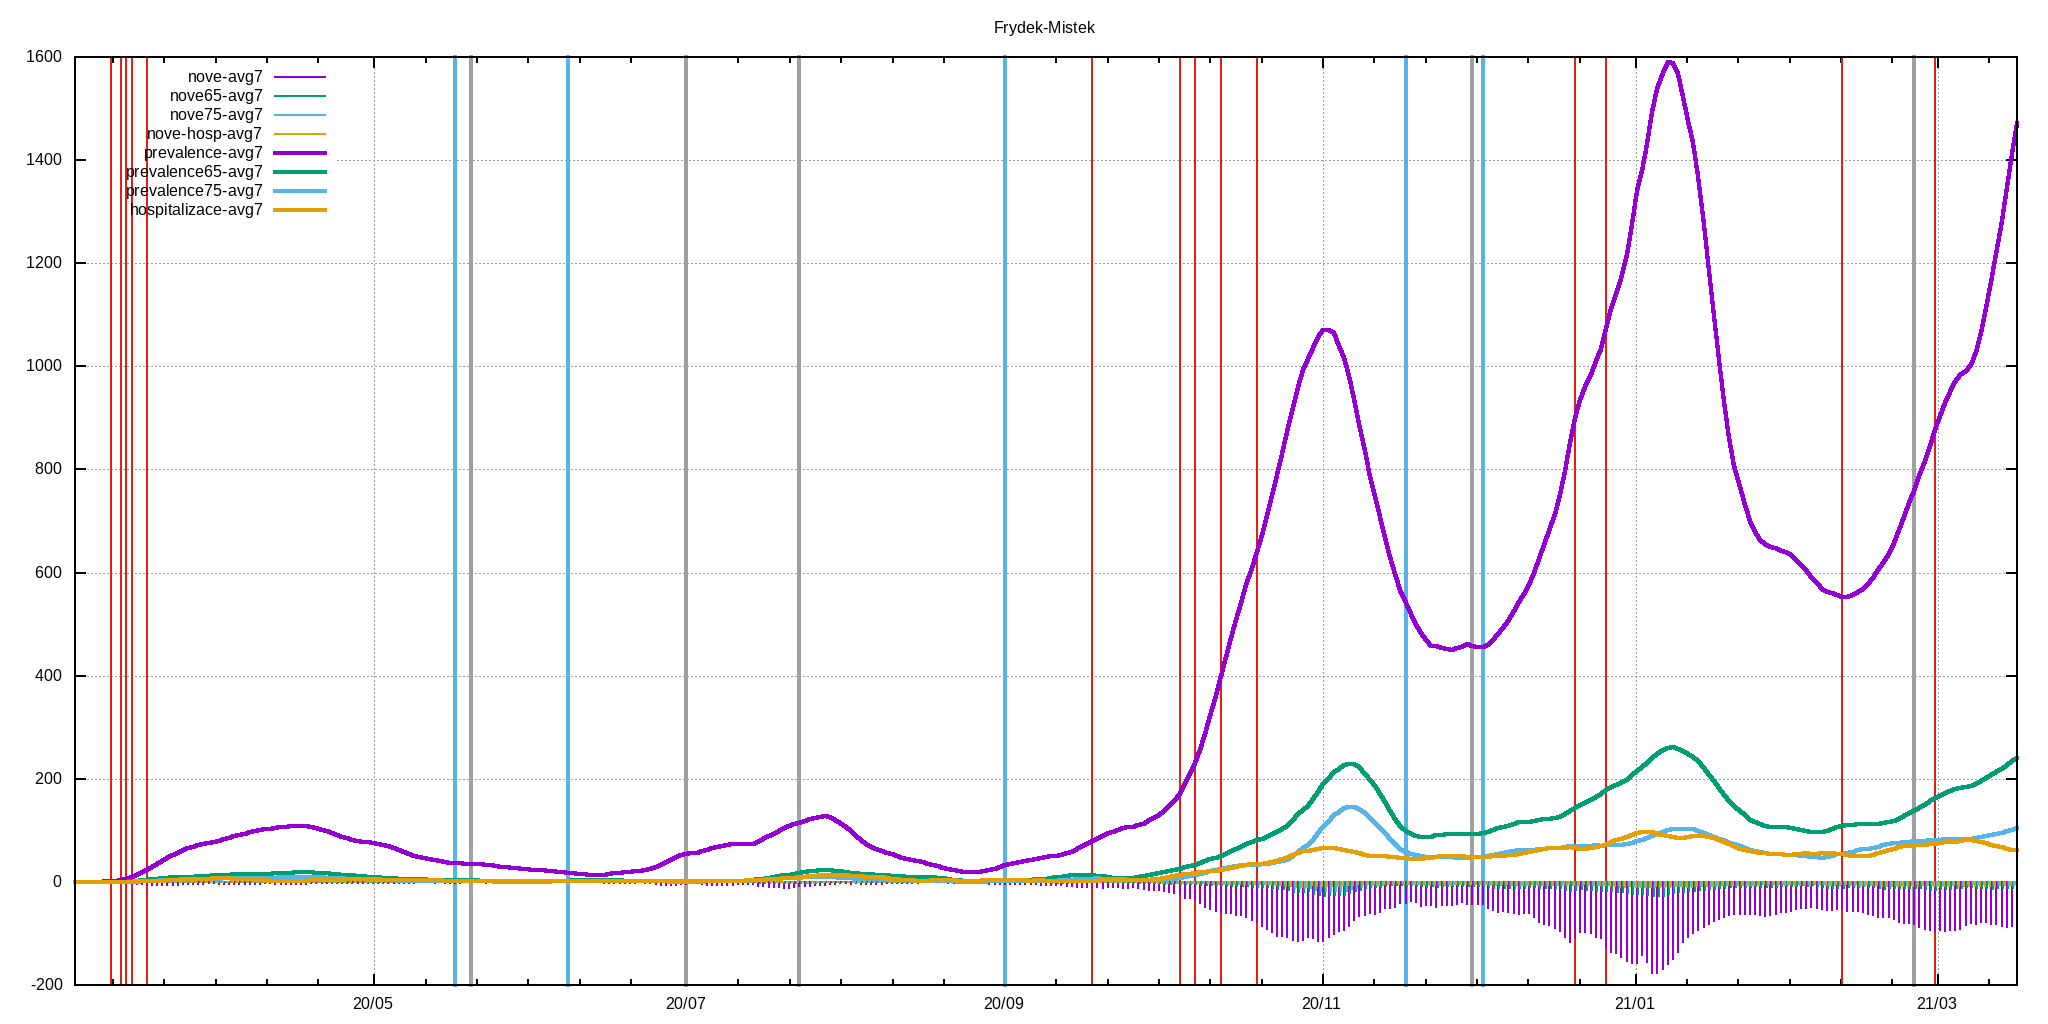 Frydek-Mistek
1600
1400
1200
1000
800
600
400
200
0
-200
nove-avg7
nove65-avg7
nove75-avg7
nove-hosp-avg7
prevalence-avg7
prevalence65-avg7
prevalence75-avg7
hospitalizace-avg7
20/05 20/07 20/09 20/11 21/01 21/03